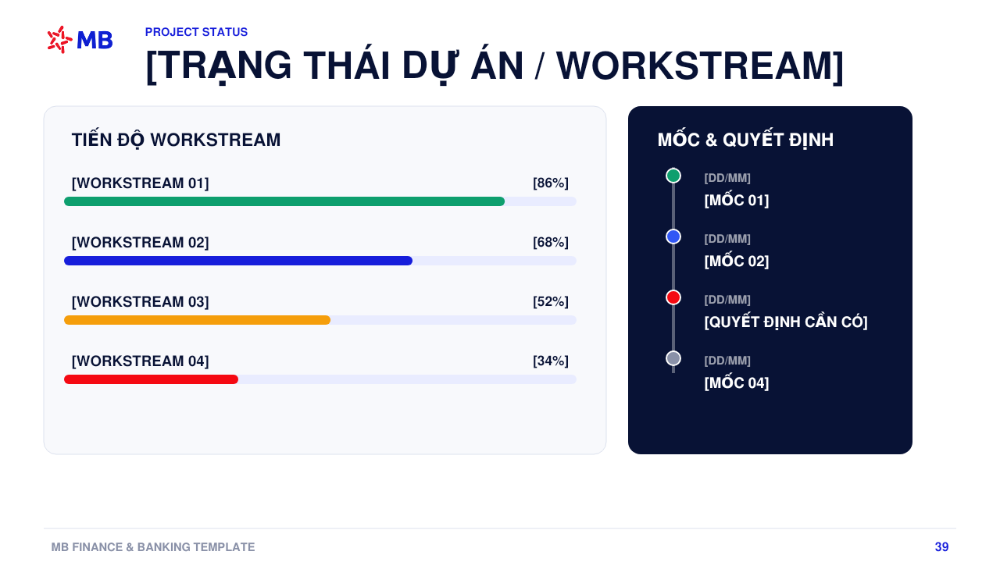 MB
PROJECT STATUS
[TRẠNG THÁI DỰ ÁN / WORKSTREAM]
TIẾN ĐỘ WORKSTREAM
[WORKSTREAM 01] [86%]
[WORKSTREAM 02] [68%]
[WORKSTREAM 03] [52%]
[WORKSTREAM 04] [34%]
MỐC & QUYẾT ĐỊNH
[DD/MM]
[MỐC 01]
[DD/MM]
[MỐC 02]
[DD/MM]
[QUYẾT ĐỊNH CẦN CÓ]
[DD/MM]
[MỐC 04]
MB FINANCE & BANKING TEMPLATE 39